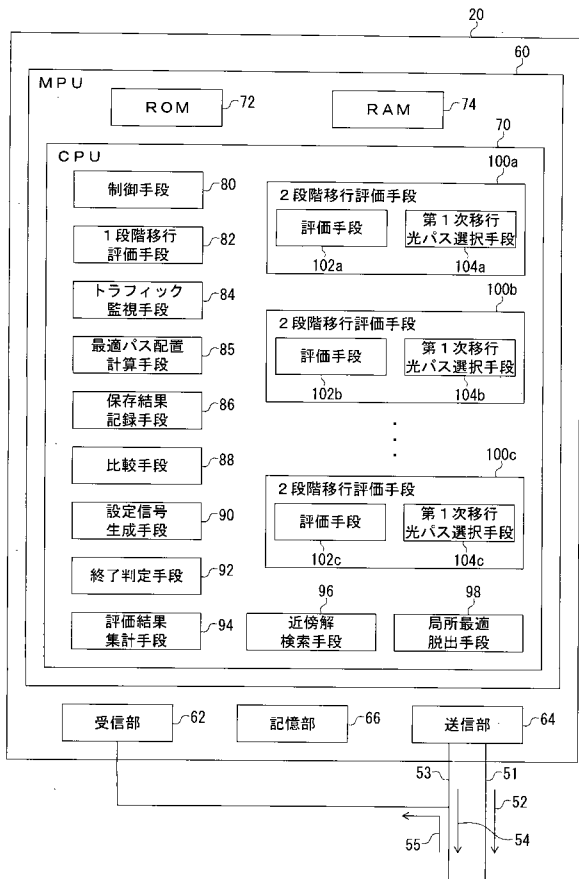 20
60
MPU
ROM
72
RAM
74
70
CPU
制御手段
80
1段階移行
評価手段
82
トラフィック
監視手段
84
最適パス配置
計算手段
85
保存結果
記録手段
86
比較手段
88
設定信号
生成手段
90
終了判定手段
92
評価結果
集計手段
94
100a
2段階移行評価手段
評価手段
第1次移行
光パス選択手段
102a
104a
100b
2段階移行評価手段
評価手段
第1次移行
光パス選択手段
102b
104b
100c
2段階移行評価手段
評価手段
第1次移行
光パス選択手段
102c
104c
96
近傍解
検索手段
98
局所最適
脱出手段
受信部
62
記憶部
66
送信部
64
53
51
52
55
54